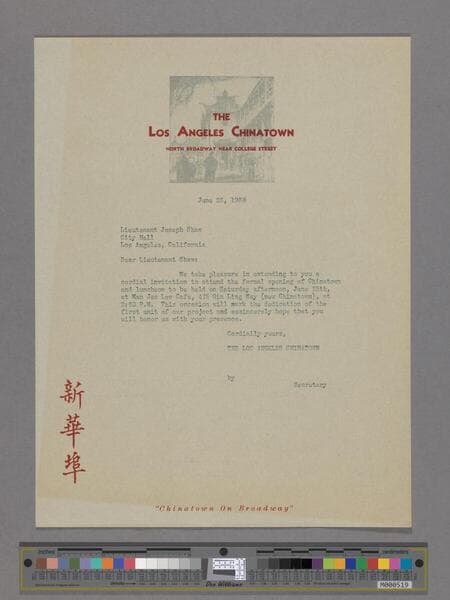 THE
LOS ANGELES CHINATOWN
NORTH BROADWAY NEAR COLLEGE STREET
June 22, 1938
Lieutenant Joseph Shaw
City Hall
Los Angeles, California
Dear Lieutenant Shaw:
We take pleasure in extending to you a
cordial invitation to attend the formal opening of Chinatown
and luncheon to be held on Saturday afternoon, June 25th,
at Man Jen Low Cafe, 475 Gin Ling Way (new Chinatown), at
P.M. This occasion will mark the dedication of the
first unit of our project and we sincerely hope that you
will honor us with your presence.
Cordially yours,
THE LOS ANGELES CHINATOWN
by
Secretary
新
華
埠
"Chinatown On Broadway"
inches
centimeters
Don Williams
M000519